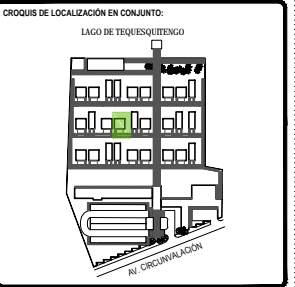 CROQUIS DE LOCALIZACIÓN EN CONJUNTO:
LAGO DE TEQUESQUITENGO
AV. CIRCUNVALACIÓN